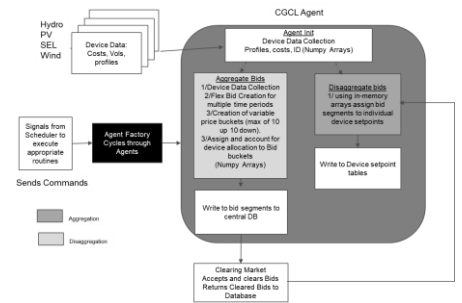 Hydro
PV
SEL
Wind
Device Data:
Costs, Vols,
profiles
CGCL Agent
Agent Init
Device Data Collection
Profiles, costs, ID (Numpy Arrays)
Aggregate Bids
1/Device Data Collection
2/Flex Bid Creation for
multiple time periods
3/Creation of variable
price buckets (max of 10
up 10 down).
3/Assign and account for
device allocation to Bid
buckets
(Numpy Arrays)
Disaggregate bids
1/ using in-memory
arrays assign bid
segments to individual
device setpoints
Signals from
Scheduler to
execute
appropriate
routines
Agent Factory
Cycles through
Agents
Write to Device setpoint
tables
Sends Commands
Write to bid segments to
central DB
Aggregation
Disaggregation
Clearing Market
Accepts and clears Bids
Returns Cleared Bids to
Database